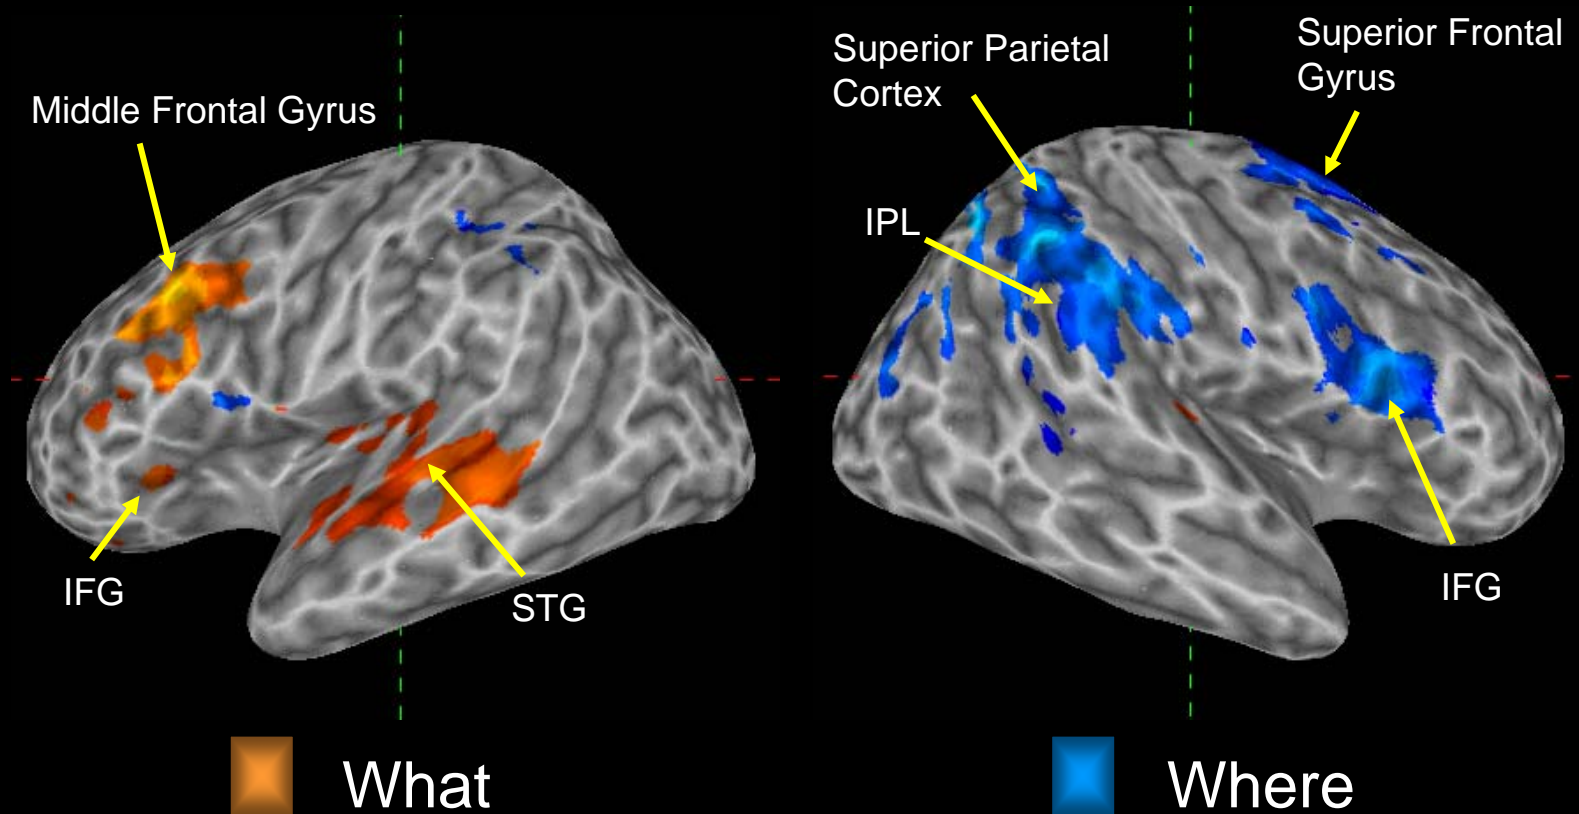 Middle Frontal Gyrus
IFG
STG
Superior Parietal
Cortex
Superior Frontal
Gyrus
IPL
IFG
What
Where